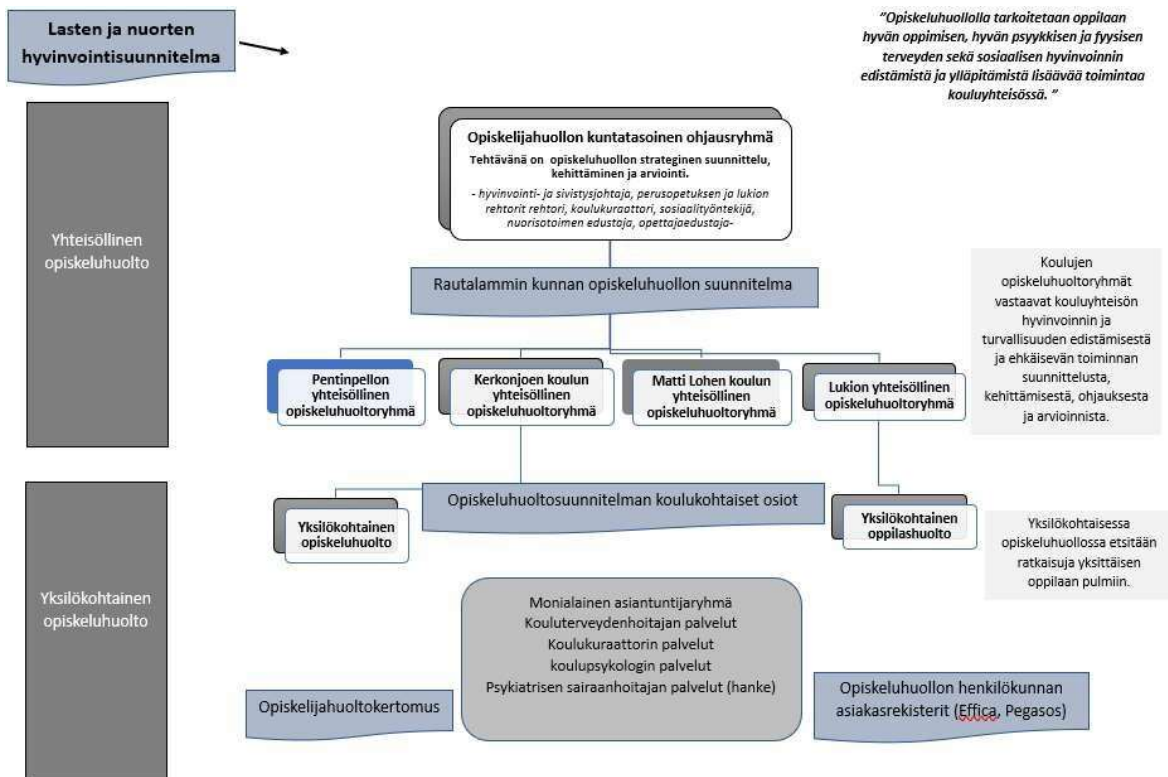 Lasten ja nuorten
hyvinvointisuunnitelma
"Opiskeluhuollolla tarkoitetaan oppilaan
hyvän oppimisen, hyvän psyykkisen ja fyysisen
terveyden sekä sosiaalisen hyvinvoinnin
edistämistä ja ylläpitämistä lisäävää toimintaa
kouluyhteisössä. "
Opiskelijahuollon kuntatasoinen ohjausryhmä
Tehtävänä on opiskeluhuollon strateginen suunnittelu,
kehittäminen ja arviointi.
- hyvinvointi- ja sivistysjohtaja, perusopetuksen ja lukion
rehtorit rehtori, koulukuraattori, sosiaalityöntekijä,
nuorisotoimen edustaja, opettajaedustaja-
Yhteisöllinen
opiskeluhuolto
Rautalammin kunnan opiskeluhuollon suunnitelma
Koulujen
opiskeluhuoltoryhmät
vastaavat kouluyhteisön
hyvinvoinnin ja
turvallisuuden edistämisestä
ja ehkäisevän toiminnan
suunnittelusta,
kehittämisestä, ohjauksesta
ja arvioinnista.
Pentinpellon
yhteisöllinen
opiskeluhuoltoryhmä
Kerkonjoen koulun
yhteisöllinen
opiskeluhuoltoryhmä
Matti Lohen koulun
yhteisöllinen
opiskeluhuoltoryhmä
Lukion yhteisöllinen
opiskeluhuoltoryhmä
Opiskeluhuoltosuunnitelman koulukohtaiset osiot
Yksilökohtainen
opiskeluhuolto
Yksilökohtainen
oppilashuolto
Yksilökohtaisessa
opiskeluhuollossa etsitään
ratkaisuja yksittäisen
oppilaan pulmiin.
Yksilökohtainen
opiskeluhuolto
Monialainen asiantuntijaryhmä
Kouluterveydenhoitajan palvelut
Koulukuraattorin palvelut
koulupsykologin palvelut
Psykiatrisen sairaanhoitajan palvelut (hanke)
Opiskelijahuoltokertomus
Opiskeluhuollon henkilökunnan
asiakasrekisterit (Effica, Pegasos)